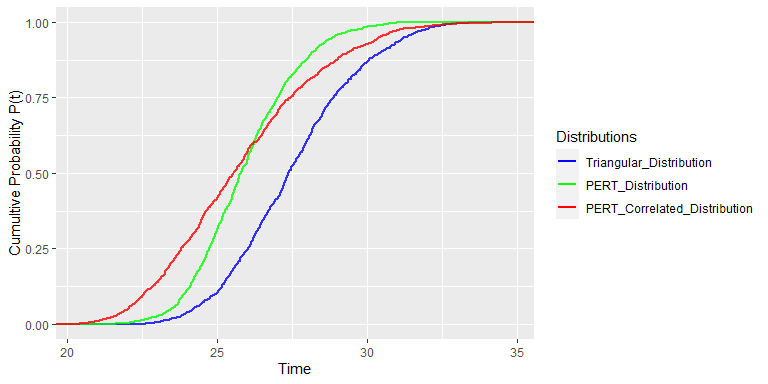 1.00
0.75
0.50
0.25
0.00
Cumultive Probability P(t)
20 25 30 35
Time
Distributions
Triangular_Distribution
PERT_Distribution
PERT_Correlated_Distribution